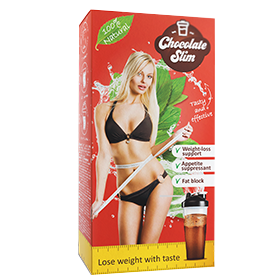 100%
Natural
Chocolate
Slim
Tasty
and
effective
Weight-loss
support
Appetite
suppressant
Fat block
Lose weight with taste